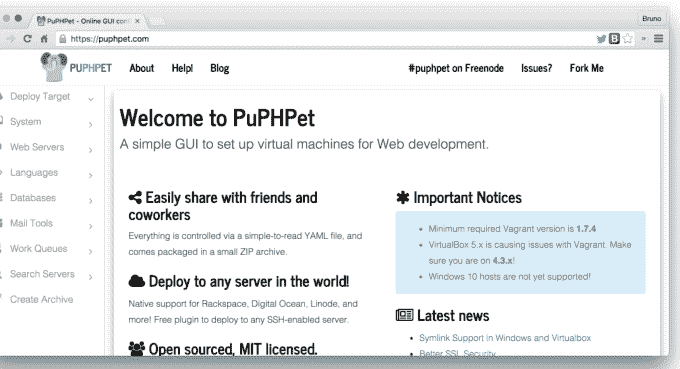 PuPHPet - Online GUI conf
Bruno
https://puphpet.com
PUPHPET
About
Help!
Blog
#puphpet on Freenode
Issues?
Fork Me
Deploy Target
System
Web Servers
Languages
Databases
Mail Tools
Work Queues
Search Servers
Create Archive
Welcome to PuPHPet
A simple GUI to set up virtual machines for Web development.
Easily share with friends and
coworkers
Everything is controlled via a simple-to-read YAML file, and
comes packaged in a small ZIP archive.
Deploy to any server in the world!
Native support for Rackspace, Digital Ocean, Linode, and
more! Free plugin to deploy to any SSH-enabled server.
Open sourced, MIT licensed.
Important Notices
Minimum required Vagrant version is 1.7.4
VirtualBox 5.x is causing issues with Vagrant. Make
sure you are on 4.3.x!
Windows 10 hosts are not yet supported!
Latest news
Symlink Support in Windows and Virtualbox
Better SSL Security